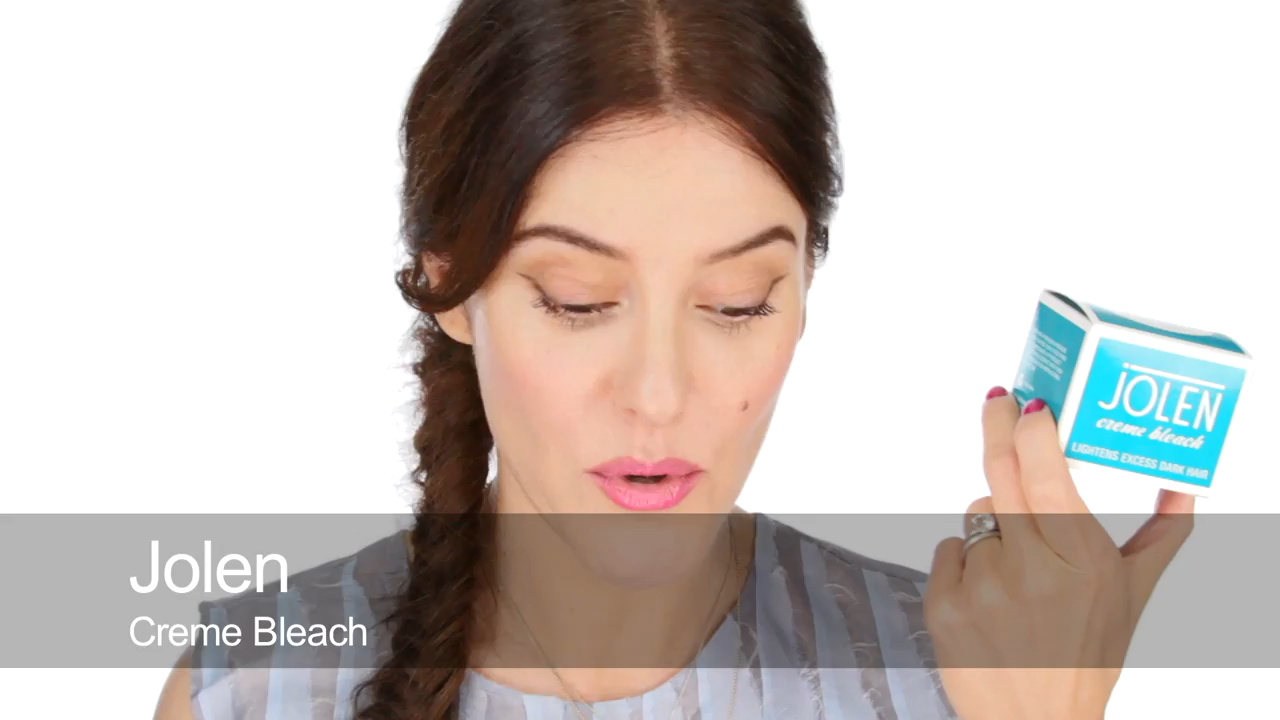 JOLEN
creme bleach
LIGHTENS EXCESS DARK HAIR
Jolen
Creme Bleach